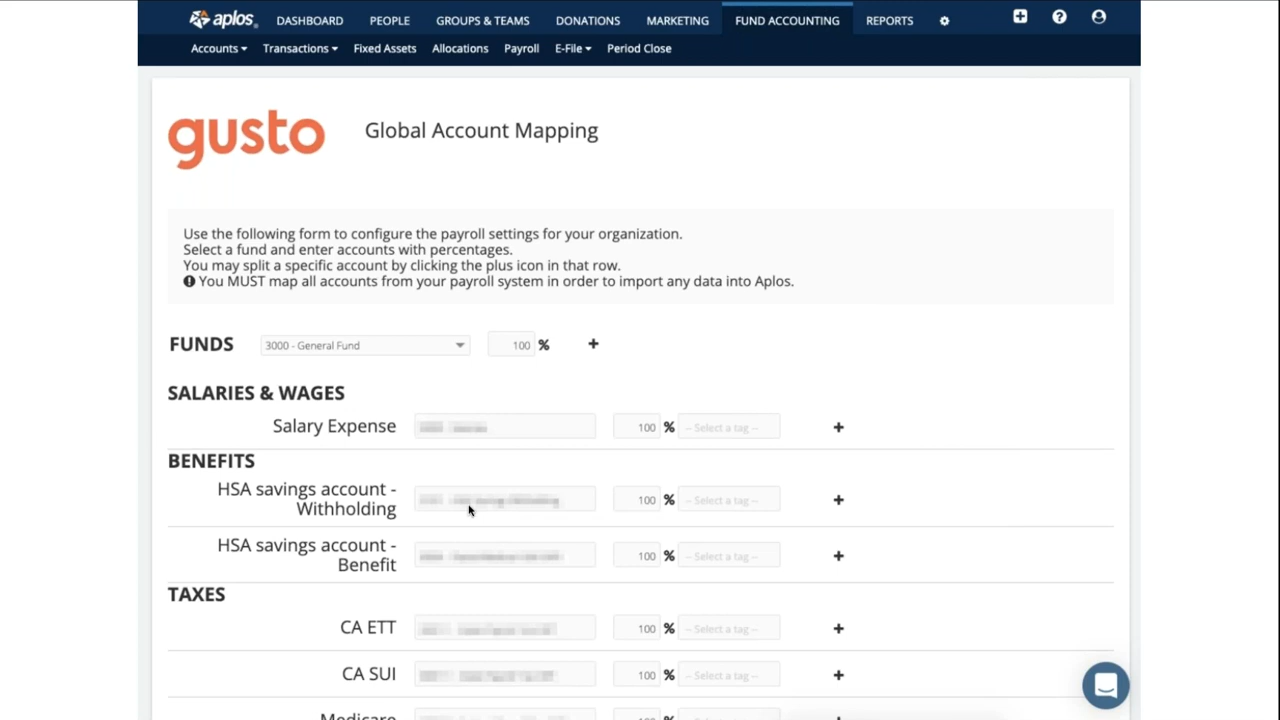 aplos
DASHBOARD PEOPLE GROUPS & TEAMS DONATIONS MARKETING FUND ACCOUNTING REPORTS
Accounts Transactions Fixed Assets Allocations Payroll E-File Period Close
gusto
Global Account Mapping
Use the following form to configure the payroll settings for your organization.
Select a fund and enter accounts with percentages.
You may split a specific account by clicking the plus icon in that row.
You MUST map all accounts from your payroll system in order to import any data into Aplos.
FUNDS 3000 - General Fund 100 % +
SALARIES & WAGES
Salary Expense 100 % -- Select a tag -- +
BENEFITS
HSA savings account -
Withholding 100 % -- Select a tag -- +
HSA savings account -
Benefit 100 % -- Select a tag -- +
TAXES
CA ETT 100 % -- Select a tag -- +
CA SUI 100 % -- Select a tag -- +
Medicare